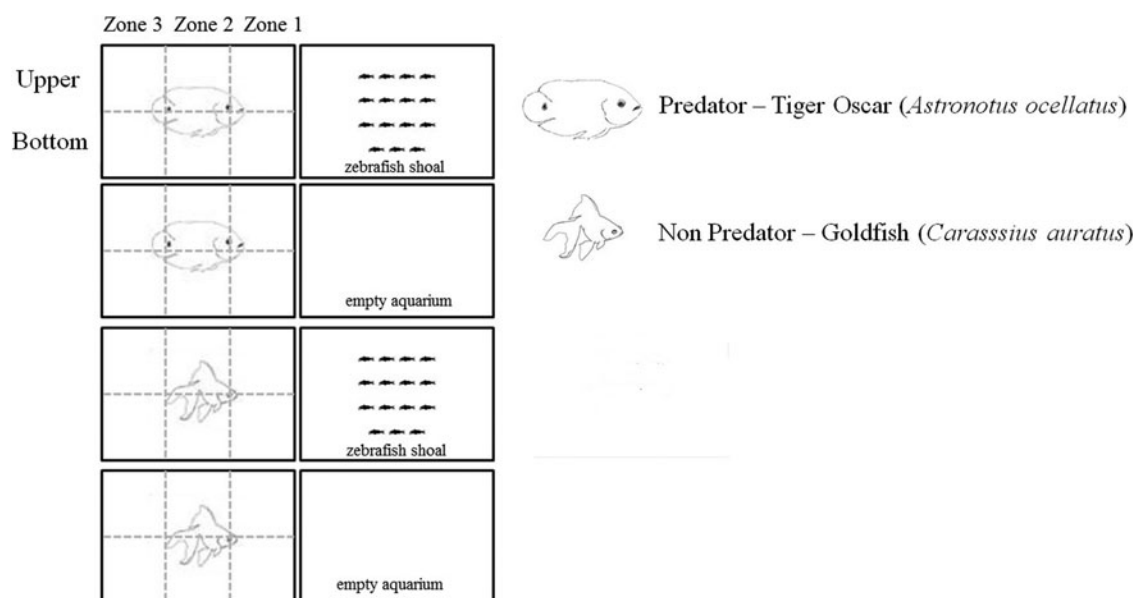 Zone 3 Zone 2 Zone 1
Upper
Bottom
zebrafish shoal
empty aquarium
zebrafish shoal
empty aquarium
Predator – Tiger Oscar (Astronotus ocellatus)
Non Predator – Goldfish (Carasssius auratus)